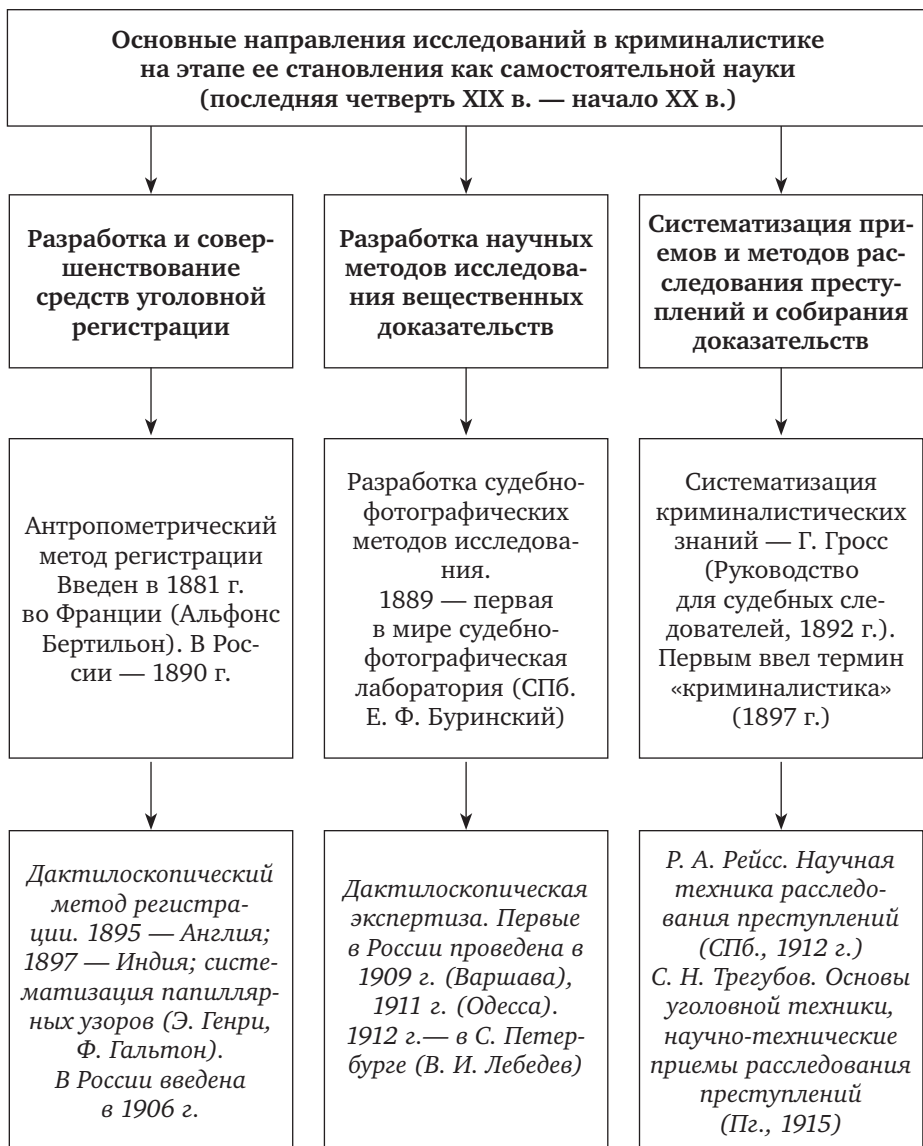 Основные направления исследований в криминалистике
на этапе ее становления как самостоятельной науки
(последняя четверть XIX в. — начало XX в.)
Разработка и совер-
шенствование
средств уголовной
регистрации
Разработка научных
методов исследова-
ния вещественных
доказательств
Систематизация при-
емов и методов рас-
следования престу-
плений и собирания
доказательств
Антропометрический
метод регистрации
Введен в 1881 г.
во Франции (Альфонс
Бертильон). В Рос-
сии — 1890 г.
Разработка судебно-
фотографических
методов исследова-
ния.
1889 — первая
в мире судебно-
фотографическая
лаборатория (СПб.
Е. Ф. Буринский)
Систематизация
криминалистических
знаний — Г. Гросс
(Руководство
для судебных сле-
дователей, 1892 г.).
Первым ввел термин
«криминалистика»
(1897 г.)
Дактилоскопический
метод регистра-
ции. 1895 — Англия;
1897 — Индия; систе-
матизация папилляр-
ных узоров (Э. Генри,
Ф. Гальтон).
В России введена
в 1906 г.
Дактилоскопическая
экспертиза. Первые
в России проведена в
1909 г. (Варшава),
1911 г. (Одесса).
1912 г.— в С. Петер-
бурге (В. И. Лебедев)
Р. А. Рейсс. Научная
техника расследо-
вания преступлений
(СПб., 1912 г.)
С. Н. Трегубов. Основы
уголовной техники,
научно-технические
приемы расследования
преступлений
(Пг., 1915)